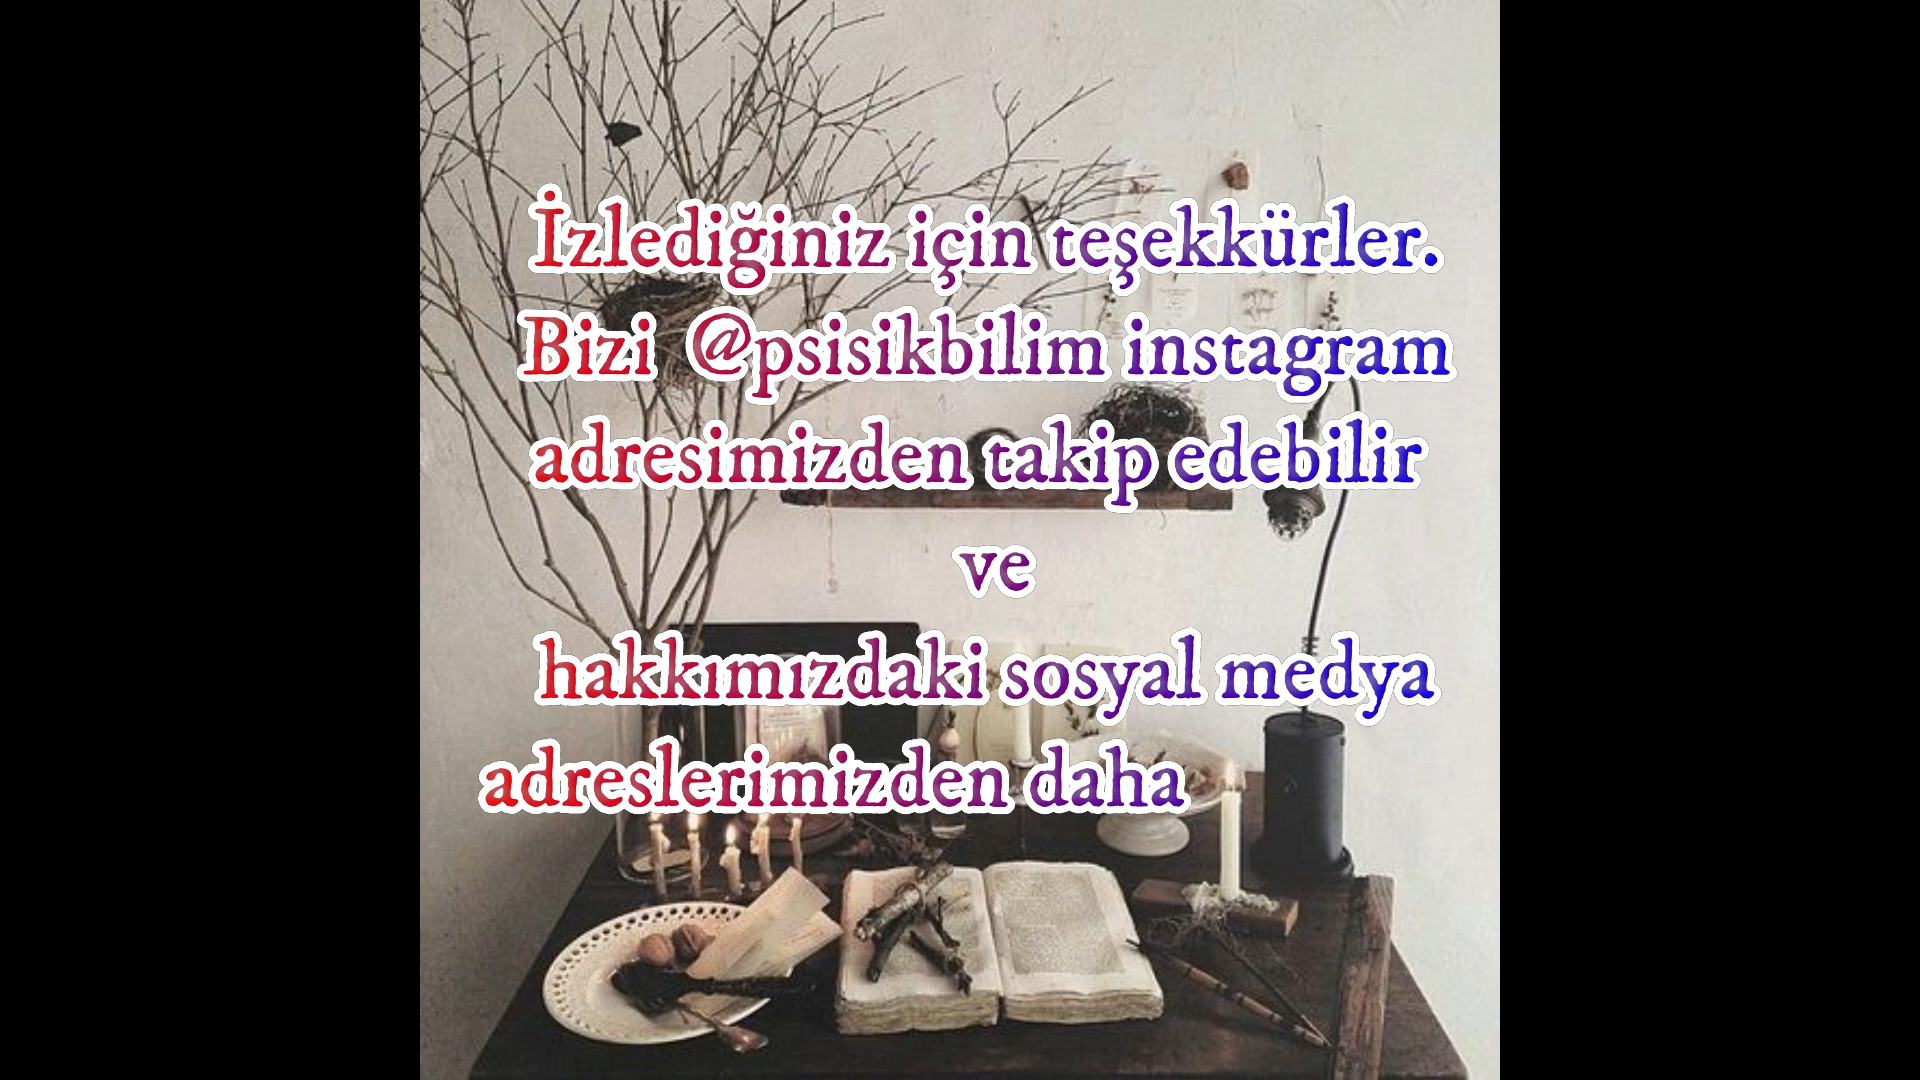 İzlediğiniz için teşekkürler.
Bizi @psisikbilim instagram
adresimizden takip edebilir
ve
hakkımızdaki sosyal medya
adreslerimizden daha